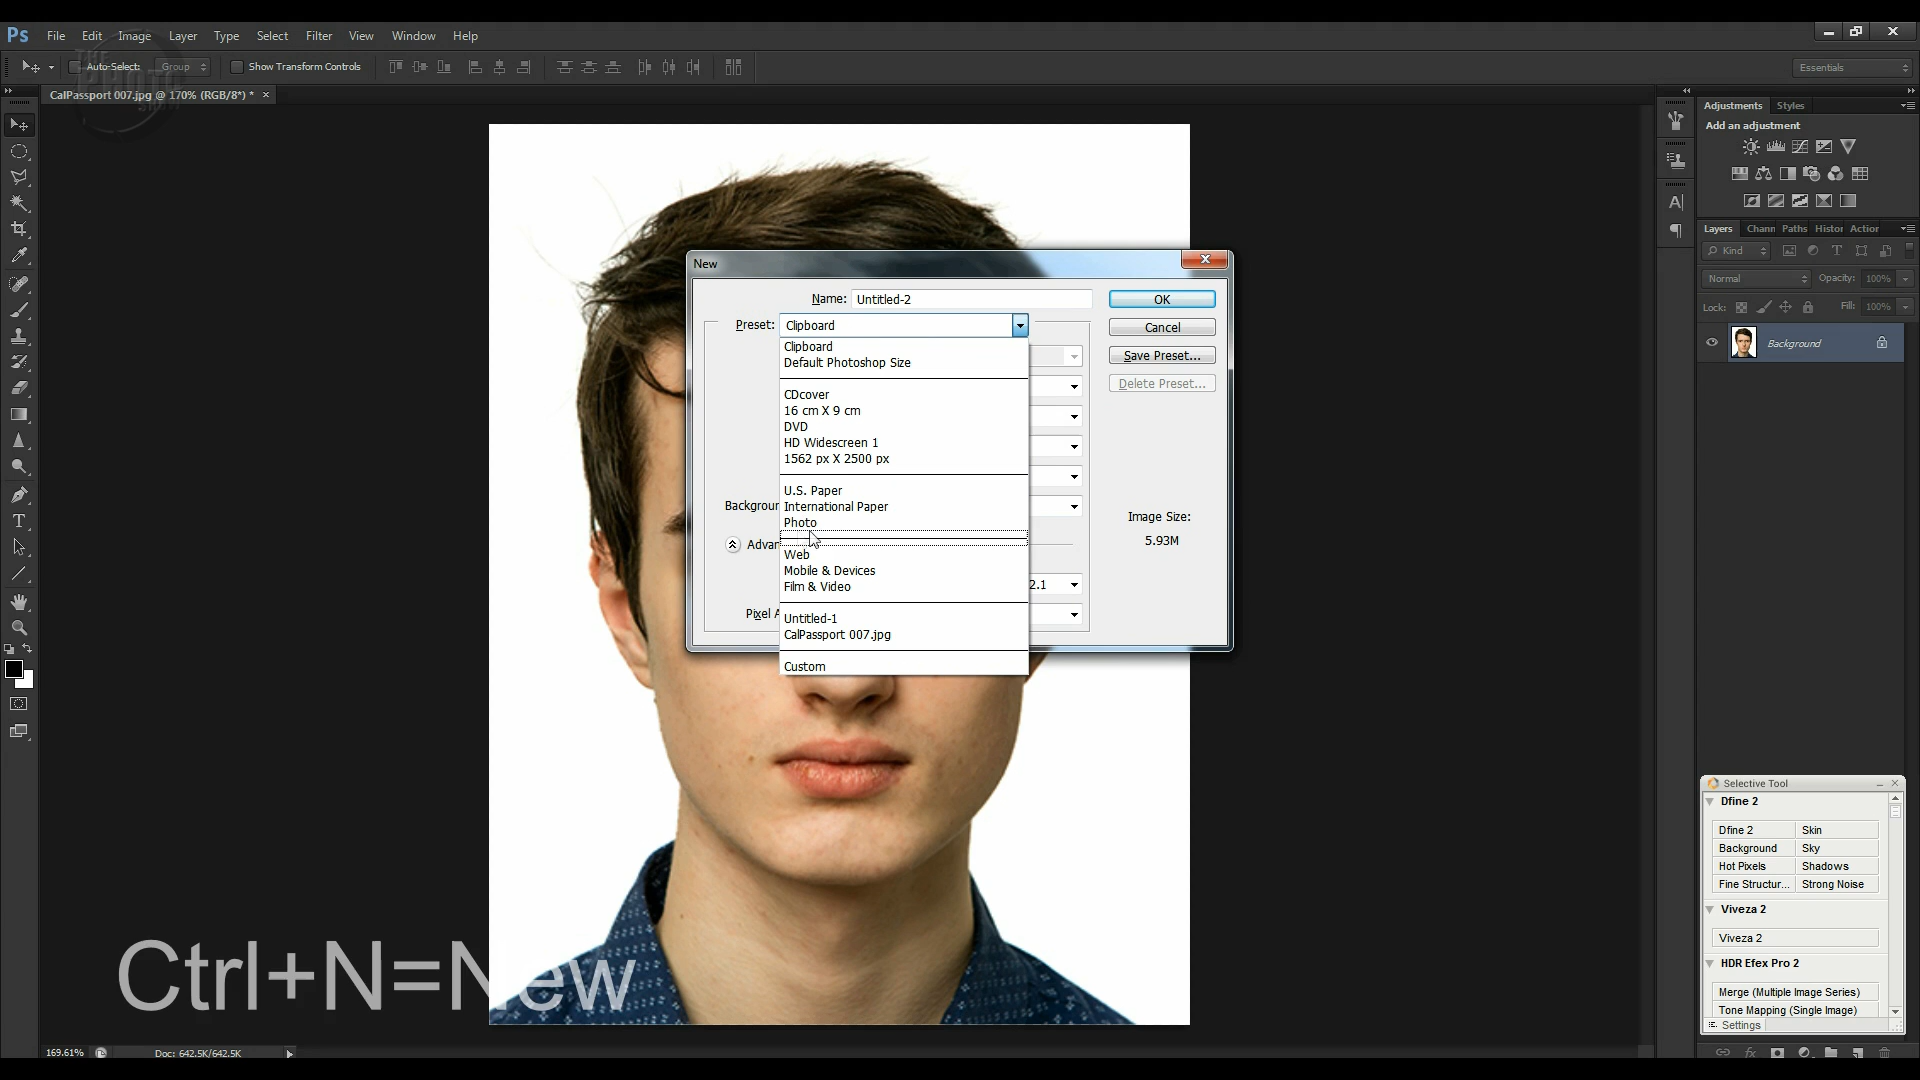 Ps File Edit Image Layer Type Select Filter View Window Help
Auto-Select: Group Show Transform Controls Essentials
THE PHOTO SHOW
CalPassport 007.jpg @ 170% (RGB/8*) * ×
New
Name: Untitled-2
OK
Preset: Clipboard
Cancel
Clipboard
Default Photoshop Size
Save Preset...
Delete Preset...
CDcover
16 cm X 9 cm
DVD
HD Widescreen 1
1562 px X 2500 px
U.S. Paper
International Paper
Photo
Web
Mobile & Devices
Film & Video
Untitled-1
CalPassport 007.jpg
Custom
Backgroun
Advan
2.1
Pixel A
Image Size:
5.93M
Adjustments Styles
Add an adjustment
Layers Chann Paths Histor Action
Kind
Normal Opacity: 100%
Lock: Fill: 100%
Background
Selective Tool
Dfine 2
Dfine 2 Skin
Background Sky
Hot Pixels Shadows
Fine Structur... Strong Noise
Viveza 2
Viveza 2
HDR Efex Pro 2
Merge (Multiple Image Series)
Tone Mapping (Single Image)
Settings
Ctrl+N=New
169.61% Doc: 642.5K/642.5K